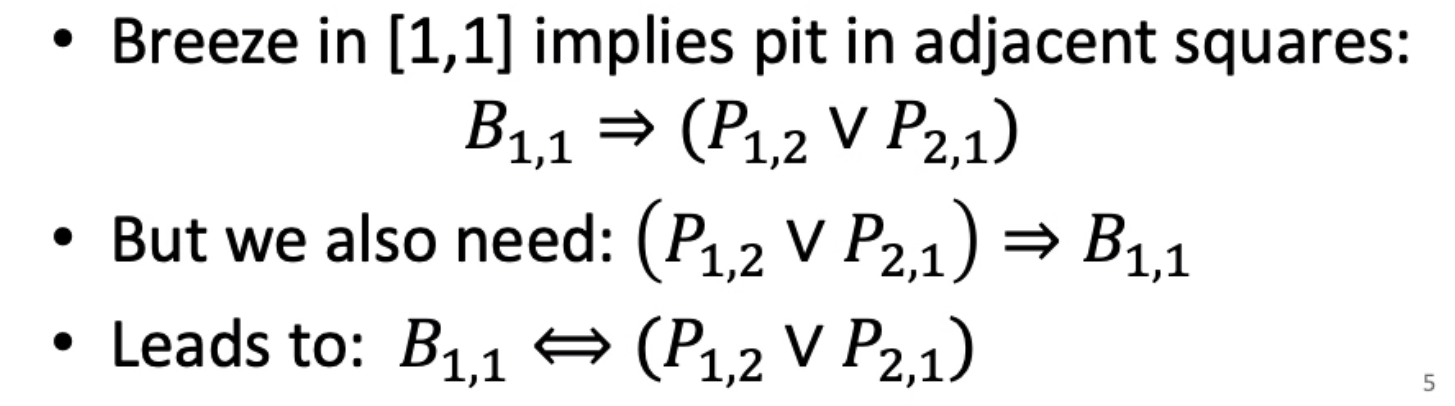 • Breeze in [1,1] implies pit in adjacent squares:
B₁,₁ ⇒ (P₁,₂ ∨ P₂,₁)
• But we also need: (P₁,₂ ∨ P₂,₁) ⇒ B₁,₁
• Leads to: B₁,₁ ⇔ (P₁,₂ ∨ P₂,₁)
5